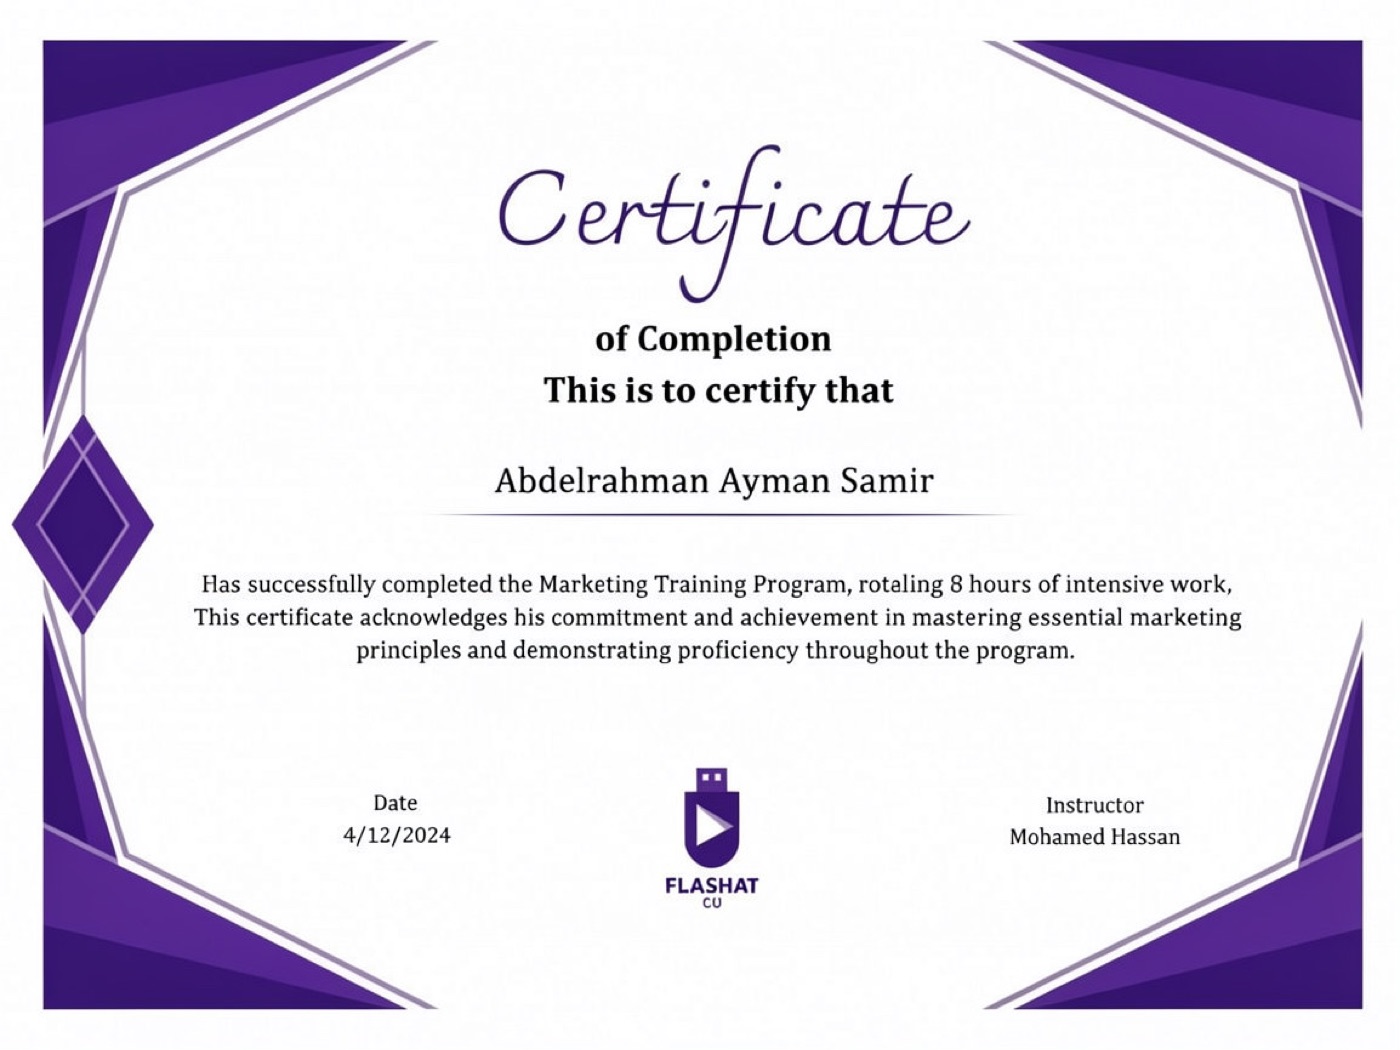 Certificate
of Completion
This is to certify that
Abdelrahman Ayman Samir
Has successfully completed the Marketing Training Program, rotaling 8 hours of intensive work,
This certificate acknowledges his commitment and achievement in mastering essential marketing
principles and demonstrating proficiency throughout the program.
Date
4/12/2024
FLASHAT
CU
Instructor
Mohamed Hassan